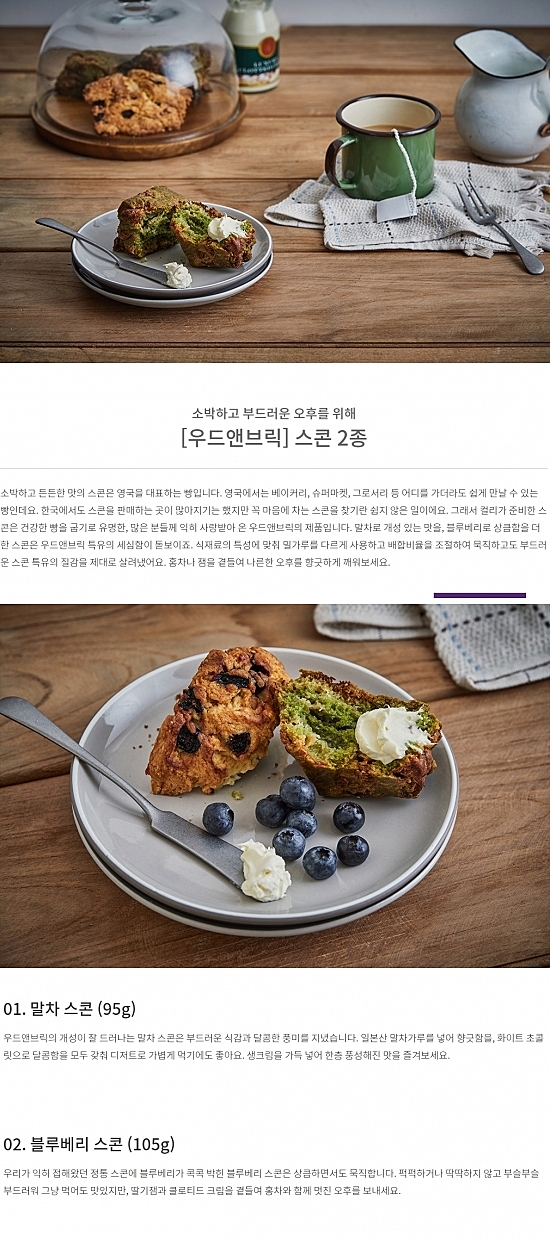 소박하고 부드러운 오후를 위해
[우드앤브릭] 스콘 2종
소박하고 든든한 맛의 스콘은 영국을 대표하는 빵입니다. 영국에서는 베이커리, 슈퍼마켓, 그로서리 등 어디를 가더라도 쉽게 만날 수 있는
빵인데요. 한국에서도 스콘을 판매하는 곳이 많아지기는 했지만 꼭 마음에 차는 스콘을 찾기란 쉽지 않은 일이에요. 그래서 컬리가 준비한 스
콘은 건강한 빵을 굽기로 유명한, 많은 분들께 익히 사랑받아 온 우드앤브릭의 제품입니다. 말차로 개성 있는 맛을, 블루베리로 상큼함을 더
한 스콘은 우드앤브릭 특유의 세심함이 돋보이죠. 식재료의 특성에 맞춰 밀가루를 다르게 사용하고 배합비율을 조절하여 묵직하고도 부드러
운 스콘 특유의 질감을 제대로 살려냈어요. 홍차나 잼을 곁들여 나른한 오후를 향긋하게 깨워보세요.
01. 말차 스콘 (95g)
우드앤브릭의 개성이 잘 드러나는 말차 스콘은 부드러운 식감과 달콤한 풍미를 지녔습니다. 일본산 말차가루를 넣어 향긋함을, 화이트 초콜
릿으로 달콤함을 모두 갖춰 디저트로 가볍게 먹기에도 좋아요. 생크림을 가득 넣어 한층 풍성해진 맛을 즐겨보세요.
02. 블루베리 스콘 (105g)
우리가 익히 접해왔던 정통 스콘에 블루베리가 콕콕 박힌 블루베리 스콘은 상큼하면서도 묵직합니다. 퍽퍽하거나 딱딱하지 않고 부슬부슬
부드러워 그냥 먹어도 맛있지만, 딸기잼과 클로티드 크림을 곁들여 홍차와 함께 멋진 오후를 보내세요.